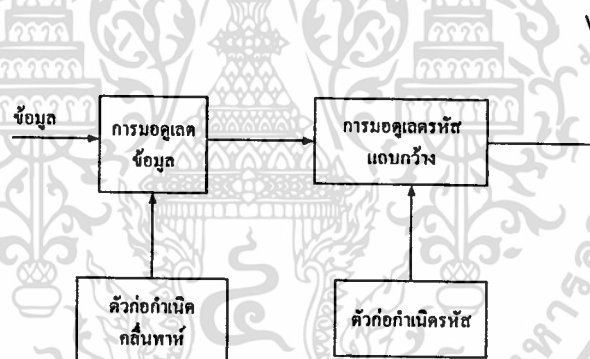 ข้อมูล
การมอดูเลต
ข้อมูล
การมอดูเลตรหัส
แถบกว้าง
ตัวก่อกำเนิด
คลื่นพาห์
ตัวก่อกำเนิดรหัส